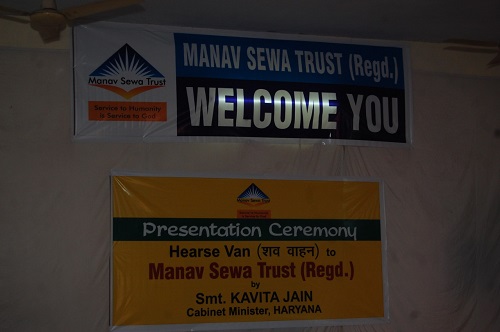 MANAV SEWA TRUST (Regd.)
WELCOME YOU
Manav Sewa Trust
Service to Humanity
is Service to God
Presentation Ceremony
Hearse Van (शव वाहन) to
Manav Sewa Trust (Regd.)
by
Smt. KAVITA JAIN
Cabinet Minister, HARYANA